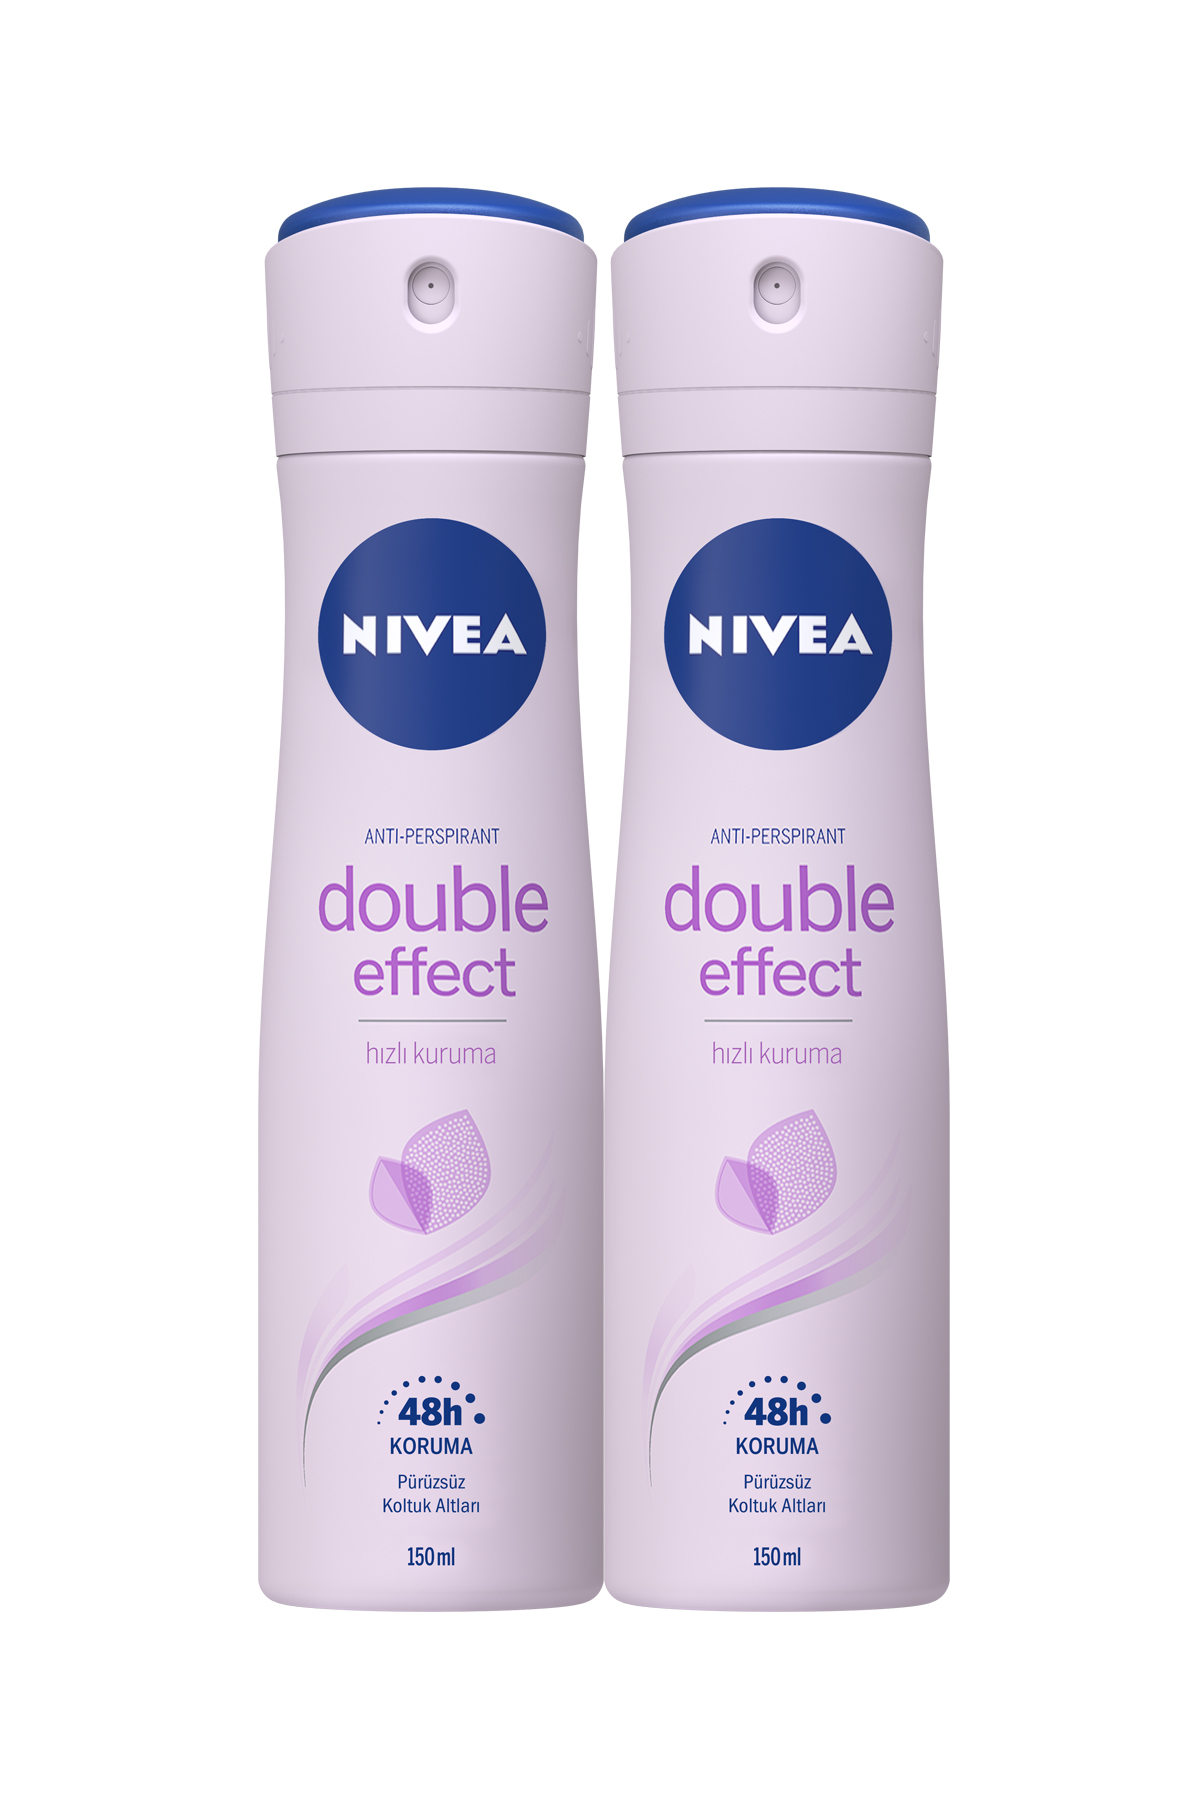 NIVEA
ANTI-PERSPIRANT
double
effect
hızlı kuruma
48h
KORUMA
Pürüzsüz
Koltuk Altları
150ml
NIVEA
ANTI-PERSPIRANT
double
effect
hızlı kuruma
48h
KORUMA
Pürüzsüz
Koltuk Altları
150ml